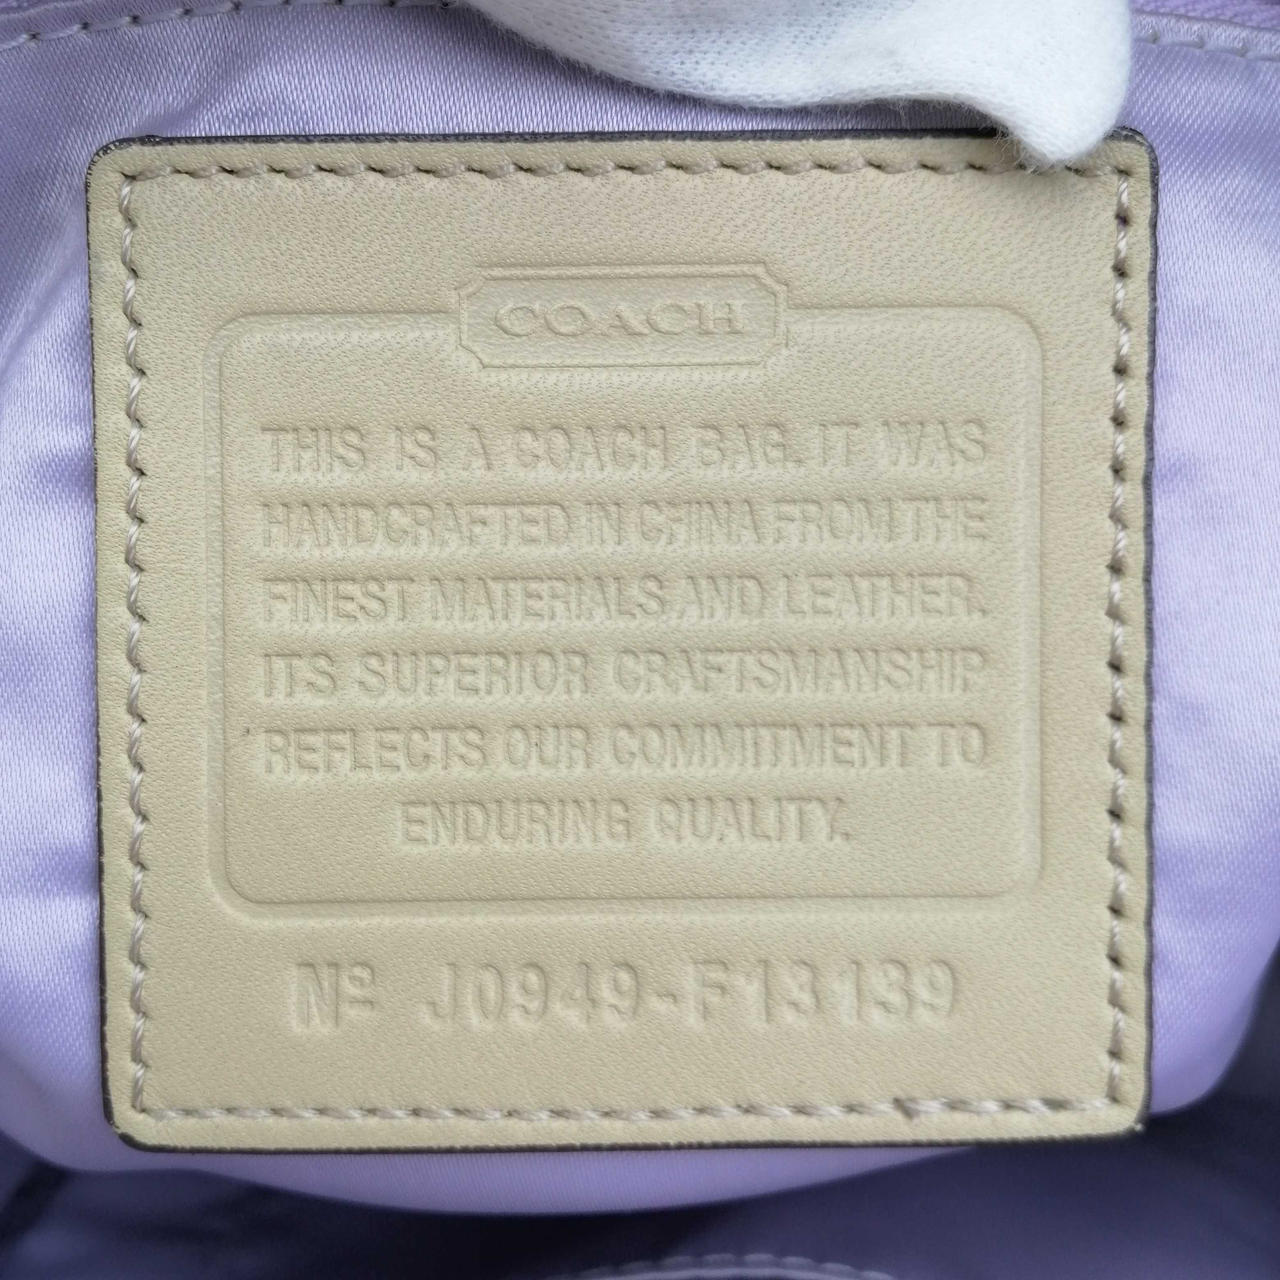 COACH
THIS IS A COACH BAG. IT WAS
HANDCRAFTED IN CHINA FROM THE
FINEST MATERIALS AND LEATHER.
ITS SUPERIOR CRAFTSMANSHIP
REFLECTS OUR COMMITMENT TO
ENDURING QUALITY.
Nº J0949-F13139